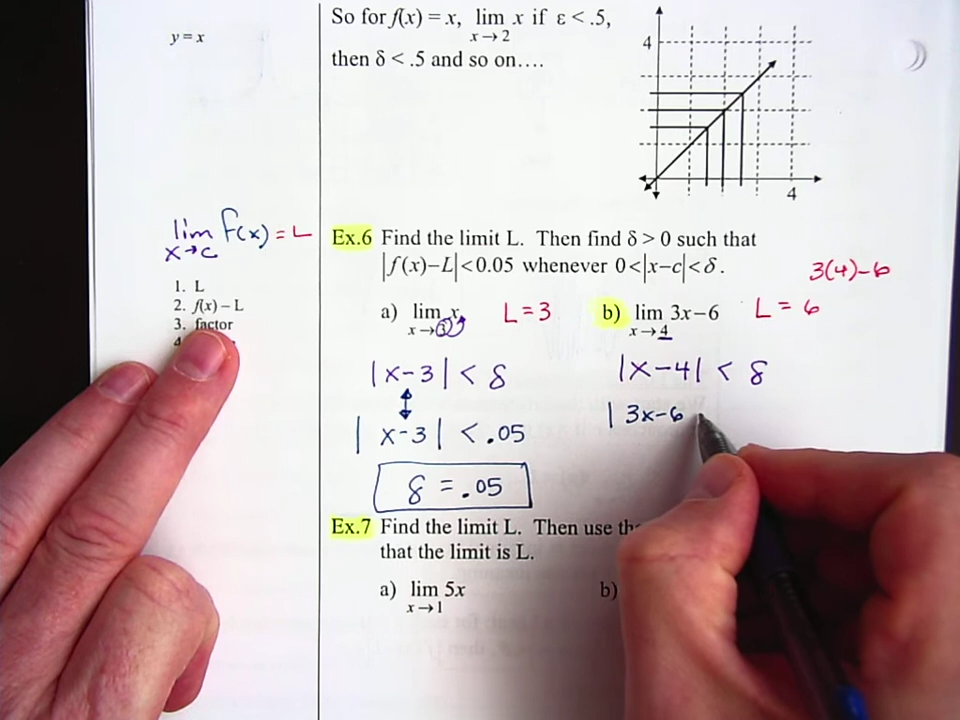 y = x
So for f(x) = x, lim x if ε < .5,
x → 2
then δ < .5 and so on….
4
4
lim f(x) = L
x → c
1. L
2. f(x) – L
3. factor
Ex.6 Find the limit L. Then find δ > 0 such that
|f(x) – L| < 0.05 whenever 0 < |x – c| < δ.
3(4) – 6
a) lim x L = 3
x → 3
b) lim 3x – 6 L = 6
x → 4
|x – 3| < δ
|x – 3| < .05
δ = .05
|x – 4| < δ
| 3x – 6
Ex.7 Find the limit L. Then use the
that the limit is L.
a) lim 5x
x → 1
b)